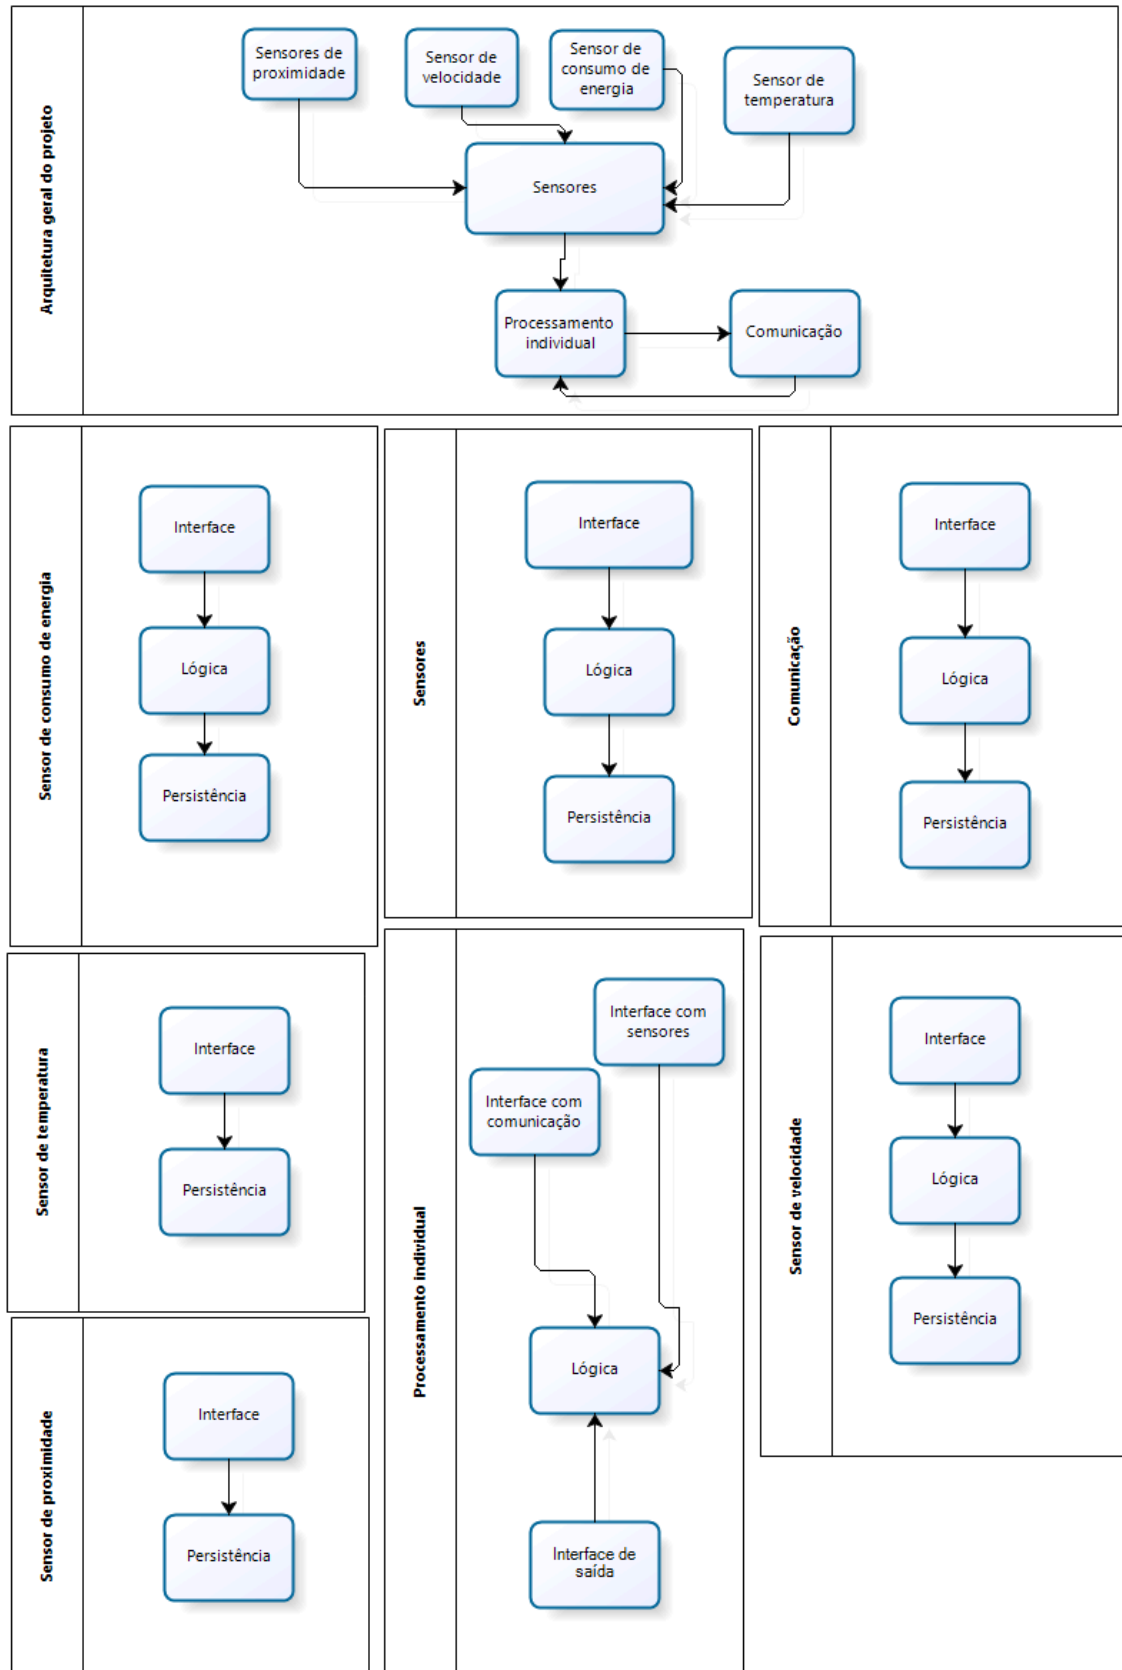 Arquitetura geral do projeto
Sensores de
proximidade
Sensor de
velocidade
Sensor de
consumo de
energia
Sensor de
temperatura
Sensores
Processamento
individual
Comunicação
Sensor de consumo de energia
Interface
Lógica
Persistência
Sensores
Interface
Lógica
Persistência
Comunicação
Interface
Lógica
Persistência
Sensor de temperatura
Interface
Persistência
Processamento individual
Interface com
sensores
Interface com
comunicação
Lógica
Interface de
saída
Sensor de velocidade
Interface
Lógica
Persistência
Sensor de proximidade
Interface
Persistência